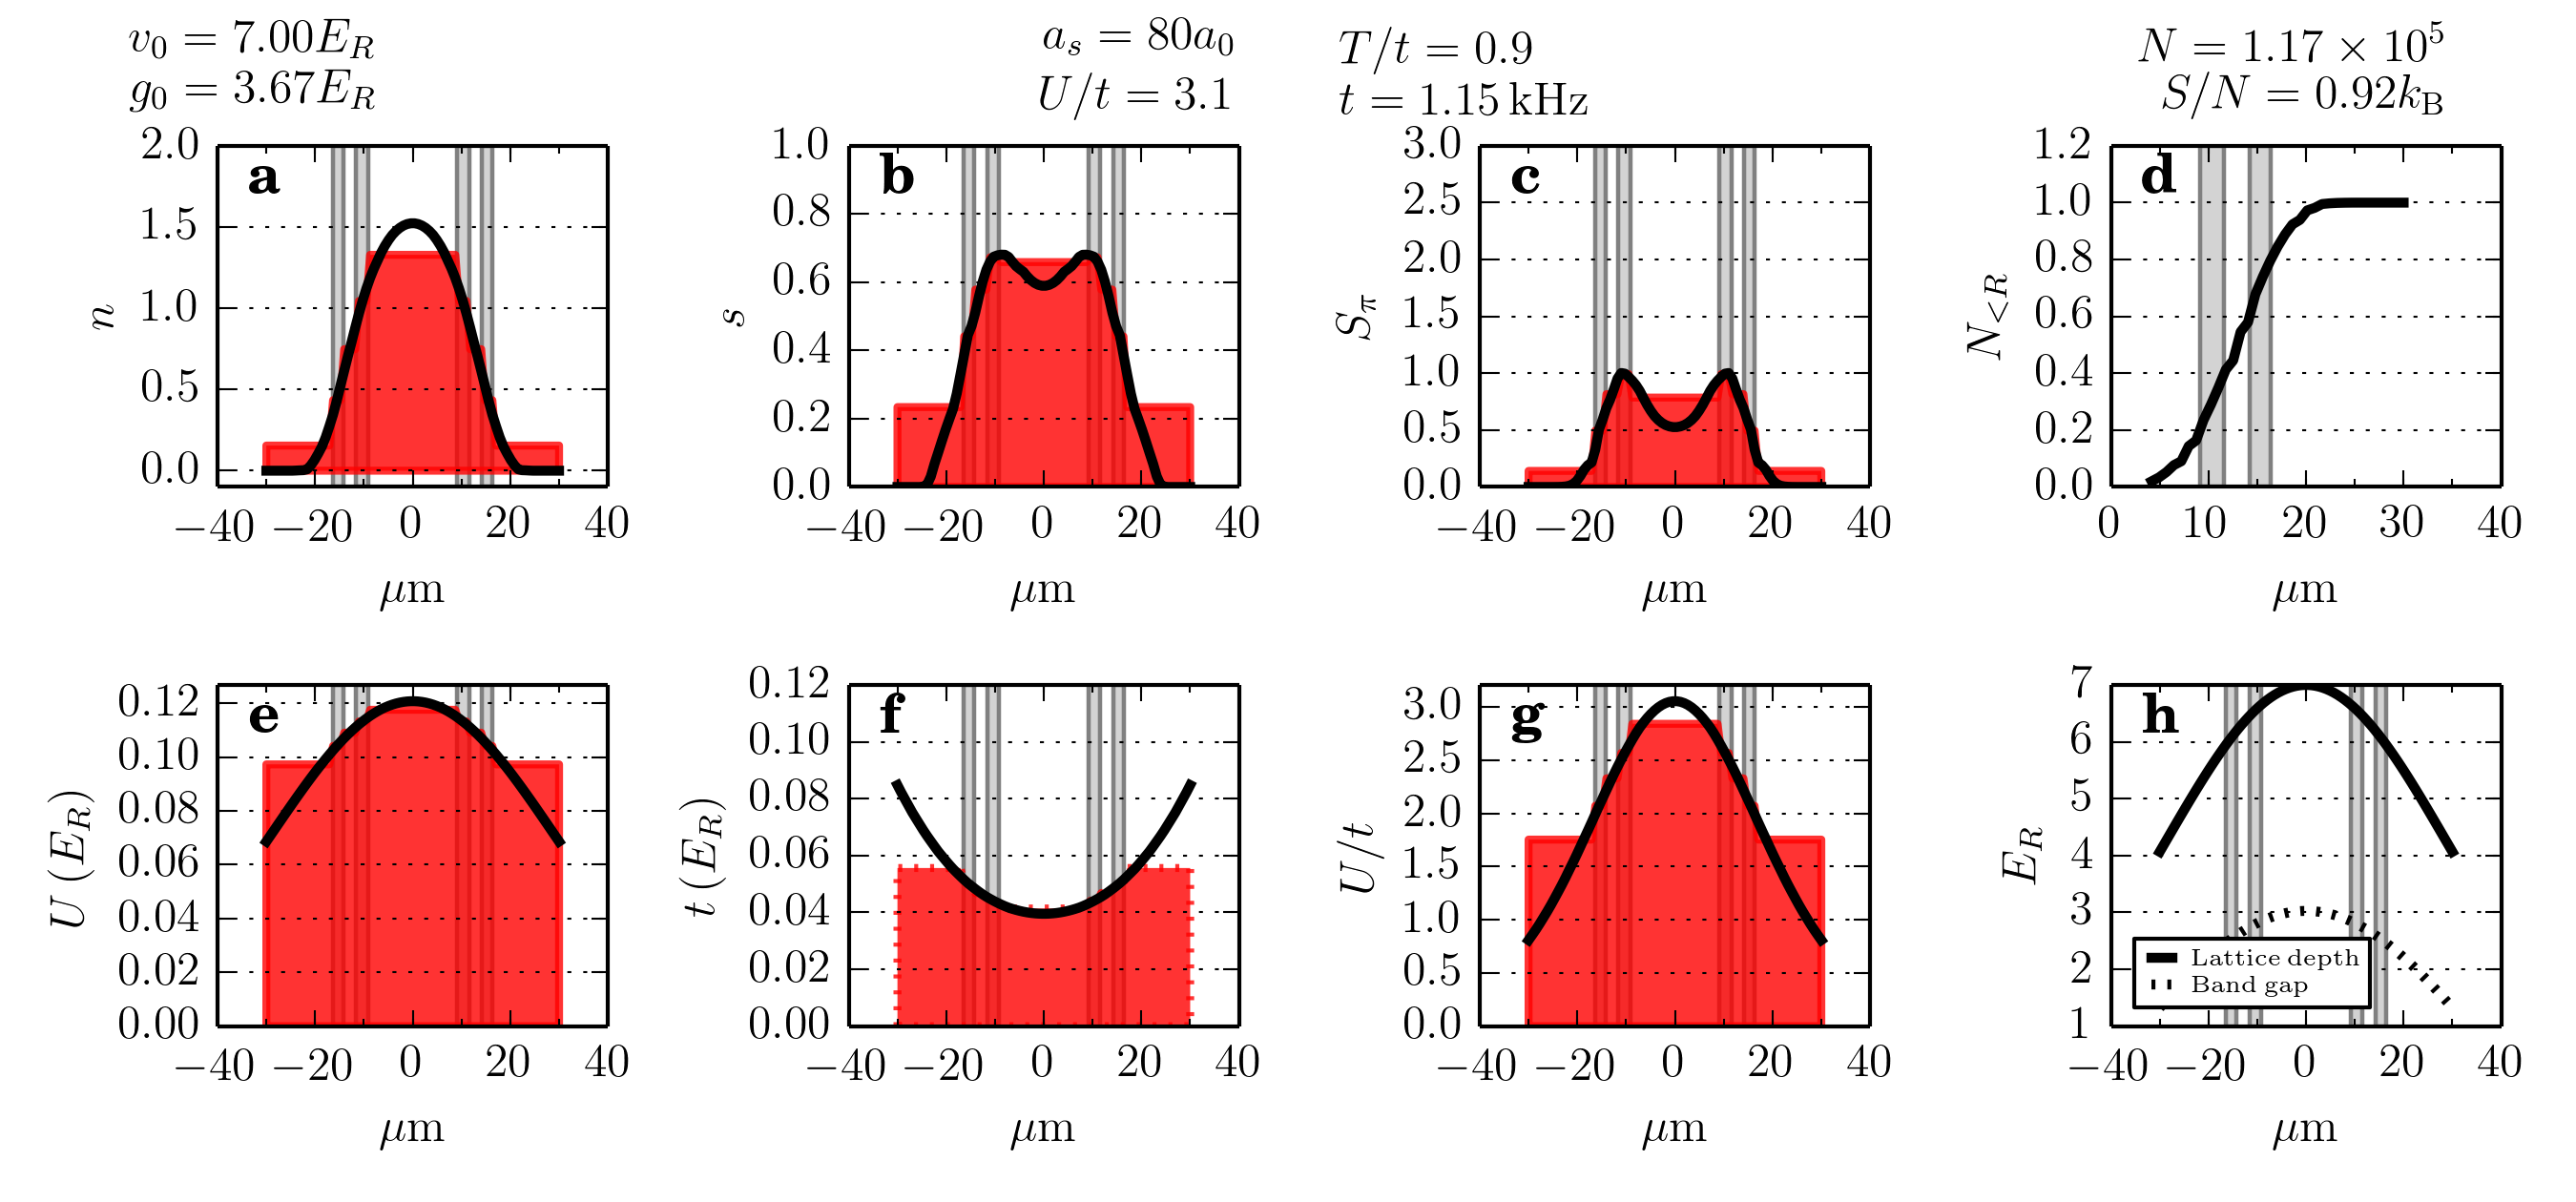 v₀ = 7.00E_R
g₀ = 3.67E_R
a_s = 80a₀
U/t = 3.1
T/t = 0.9
t = 1.15 kHz
N = 1.17 × 10⁵
S/N = 0.92k_B
a
n
2.0
1.5
1.0
0.5
0.0
−40 −20 0 20 40
μm
b
s
1.0
0.8
0.6
0.4
0.2
0.0
−40 −20 0 20 40
μm
c
S_π
3.0
2.5
2.0
1.5
1.0
0.5
0.0
−40 −20 0 20 40
μm
d
N_{<R}
1.2
1.0
0.8
0.6
0.4
0.2
0.0
0 10 20 30 40
μm
e
U (E_R)
0.12
0.10
0.08
0.06
0.04
0.02
0.00
−40 −20 0 20 40
μm
f
t (E_R)
0.12
0.10
0.08
0.06
0.04
0.02
0.00
−40 −20 0 20 40
μm
g
U/t
3.0
2.5
2.0
1.5
1.0
0.5
0.0
−40 −20 0 20 40
μm
h
E_R
7
6
5
4
3
2
1
Lattice depth
Band gap
−40 −20 0 20 40
μm